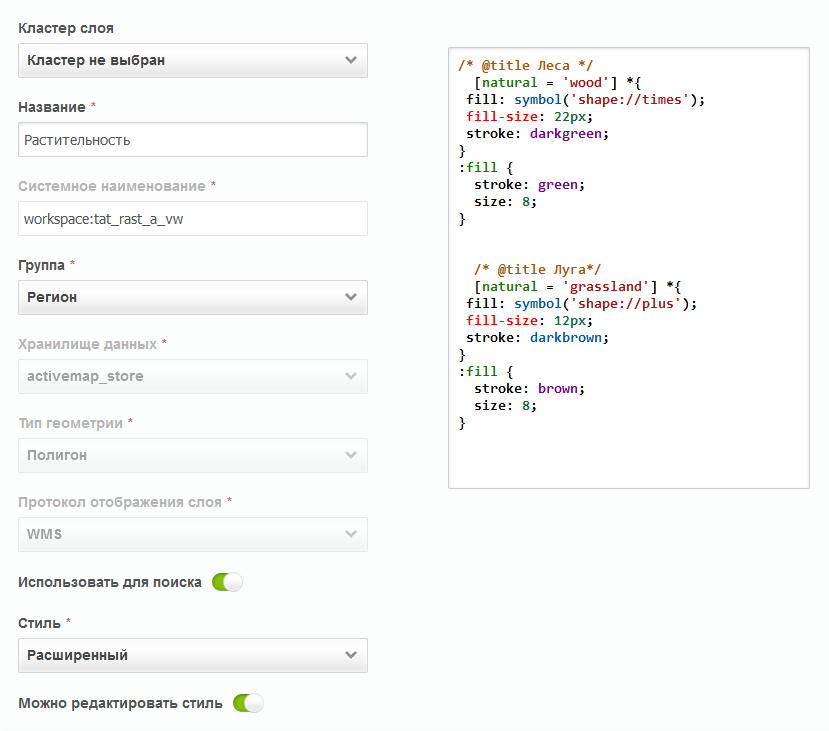 Кластер слоя
Кластер не выбран
Название *
Растительность
Системное наименование *
workspace:tat_rast_a_vw
Группа *
Регион
Хранилище данных *
activemap_store
Тип геометрии *
Полигон
Протокол отображения слоя *
WMS
Использовать для поиска
Стиль *
Расширенный
Можно редактировать стиль
/* @title Леса */
[natural = 'wood'] *{
fill: symbol('shape://times');
fill-size: 22px;
stroke: darkgreen;
}
:fill {
stroke: green;
size: 8;
}
/* @title Луга*/
[natural = 'grassland'] *{
fill: symbol('shape://plus');
fill-size: 12px;
stroke: darkbrown;
}
:fill {
stroke: brown;
size: 8;
}